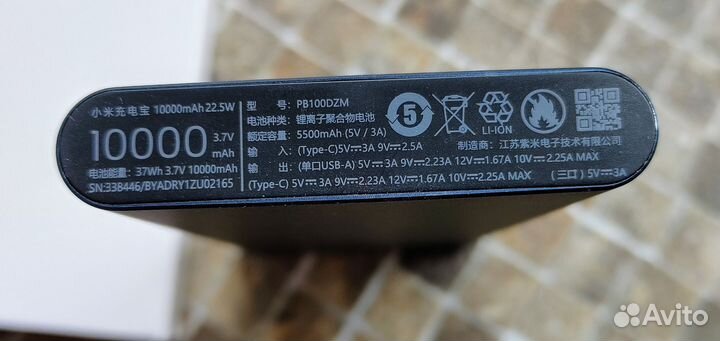 小米充电宝 10000mAh 22.5W
10000 3.7V mAh
电池能量: 37Wh 3.7V 10000mAh
SN:338446/BYADRY1ZU02165
型 号: PB100DZM
电池种类: 锂离子聚合物电池
额定容量: 5500mAh (5V / 3A)
输 入: (Type-C)5V⎓3A 9V⎓2.5A
输 出: (单口USB-A) 5V⎓3A 9V⎓2.23A 12V⎓1.67A 10V⎓2.25A MAX
(Type-C) 5V⎓3A 9V⎓2.23A 12V⎓1.67A 10V⎓2.25A MAX (三口) 5V⎓3A
5
LI-ION
制造商: 江苏紫米电子技术有限公司
Avito